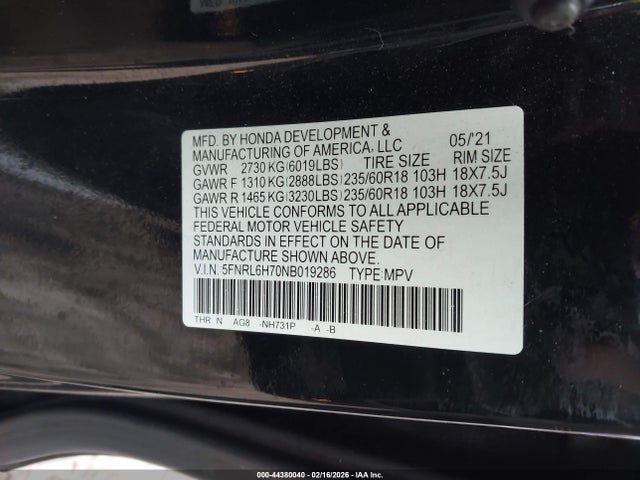 MFD. BY HONDA DEVELOPMENT &
MANUFACTURING OF AMERICA, LLC 05/'21
GVWR 2730 KG (6019LBS) TIRE SIZE RIM SIZE
GAWR F 1310 KG (2888LBS) 235/60R18 103H 18X7.5J
GAWR R 1465 KG (3230LBS) 235/60R18 103H 18X7.5J
THIS VEHICLE CONFORMS TO ALL APPLICABLE
FEDERAL MOTOR VEHICLE SAFETY
STANDARDS IN EFFECT ON THE DATE OF
MANUFACTURE SHOWN ABOVE.
V.I.N. 5FNRL6H70NB019286 TYPE:MPV
THR N AG8 -NH731P -A -B
000-44380040 - 02/16/2026 - IAA Inc.